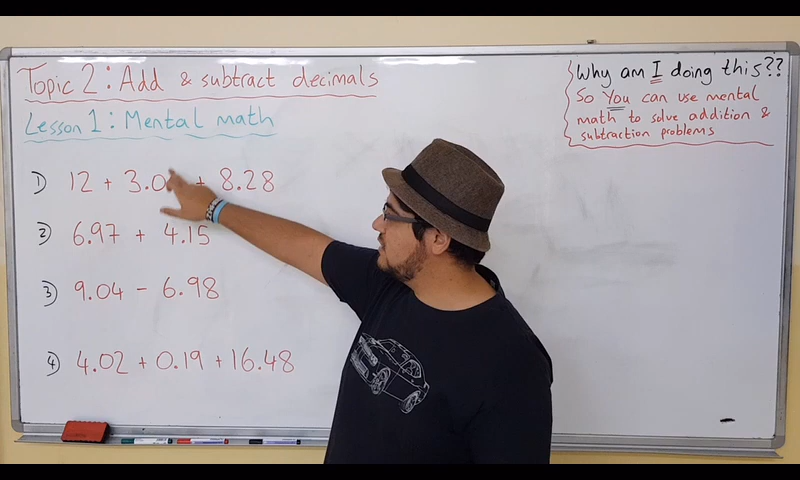 Topic 2: Add & subtract decimals
Lesson 1: Mental math
1) 12 + 3.0 + 8.28
2) 6.97 + 4.15
3) 9.04 - 6.98
4) 4.02 + 0.19 + 16.48
Why am I doing this??
So You can use mental
math to solve addition &
subtraction problems